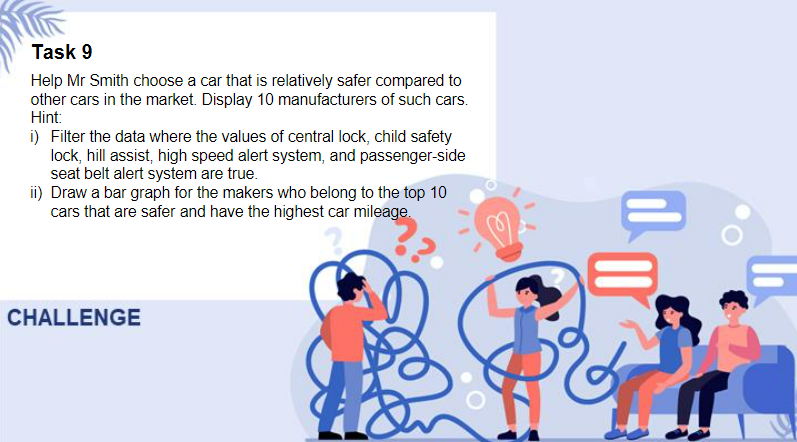 Task 9
Help Mr Smith choose a car that is relatively safer compared to
other cars in the market. Display 10 manufacturers of such cars.
Hint:
i) Filter the data where the values of central lock, child safety
lock, hill assist, high speed alert system, and passenger-side
seat belt alert system are true.
ii) Draw a bar graph for the makers who belong to the top 10
cars that are safer and have the highest car mileage.
CHALLENGE